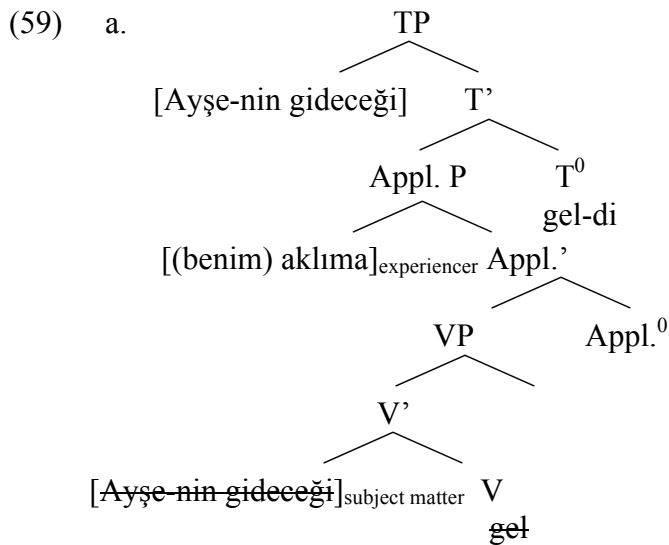 (59) a. TP
[Ayşe-nin gideceği] T’
Appl. P T⁰
gel-di
[(benim) aklıma]experiencer Appl.’
VP Appl.⁰
V’
[Ayşe-nin gideceği]subject matter V
gel